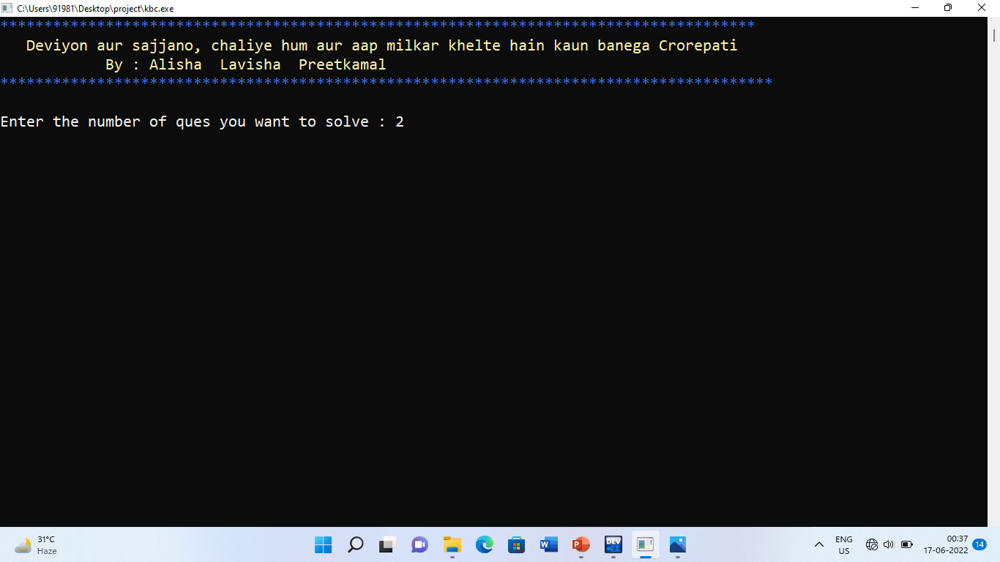 C:\Users\91981\Desktop\project\kbc.exe
**************************************************************************************
Deviyon aur sajjano, chaliye hum aur aap milkar khelte hain kaun banega Crorepati
By : Alisha  Lavisha  Preetkamal
****************************************************************************************
Enter the number of ques you want to solve : 2
31°C
Haze
W
P
DEV
ENG
US
00:37
17-06-2022
14